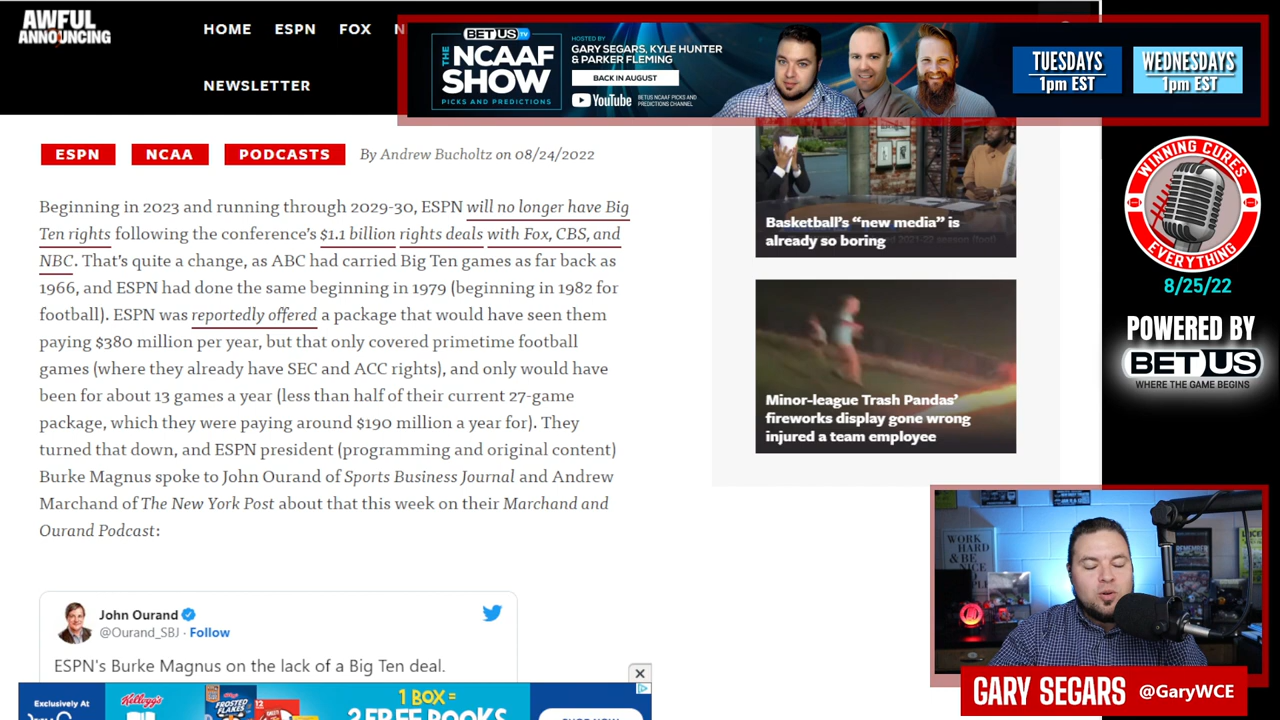 AWFUL
ANNOUNCING
HOME
ESPN
FOX
N
NEWSLETTER
BETUS TV
THE
NCAAF
SHOW
PICKS AND PREDICTIONS
HOSTED BY
GARY SEGARS, KYLE HUNTER
& PARKER FLEMING
BACK IN AUGUST
YouTube
BETUS NCAAF PICKS AND
PREDICTIONS CHANNEL
TUESDAYS
1pm EST
WEDNESDAYS
1pm EST
ESPN
NCAA
PODCASTS
By Andrew Bucholtz on 08/24/2022
Beginning in 2023 and running through 2029-30, ESPN will no longer have Big
Ten rights following the conference's $1.1 billion rights deals with Fox, CBS, and
NBC. That's quite a change, as ABC had carried Big Ten games as far back as
1966, and ESPN had done the same beginning in 1979 (beginning in 1982 for
football). ESPN was reportedly offered a package that would have seen them
paying $380 million per year, but that only covered primetime football
games (where they already have SEC and ACC rights), and only would have
been for about 13 games a year (less than half of their current 27-game
package, which they were paying around $190 million a year for). They
turned that down, and ESPN president (programming and original content)
Burke Magnus spoke to John Ourand of Sports Business Journal and Andrew
Marchand of The New York Post about that this week on their Marchand and
Ourand Podcast:
John Ourand
@Ourand_SBJ · Follow
ESPN's Burke Magnus on the lack of a Big Ten deal.
Exclusively At
Kellogg's
FROSTED
FLAKES
12
1 BOX =
2 FREE BOOKS
Basketball's "new media" is
already so boring
Minor-league Trash Pandas'
fireworks display gone wrong
injured a team employee
WINNING CURES
EVERYTHING
8/25/22
POWERED BY
BETUS
WHERE THE GAME BEGINS
WORK
HARD &
BE
NICE
GARY SEGARS @GaryWCE